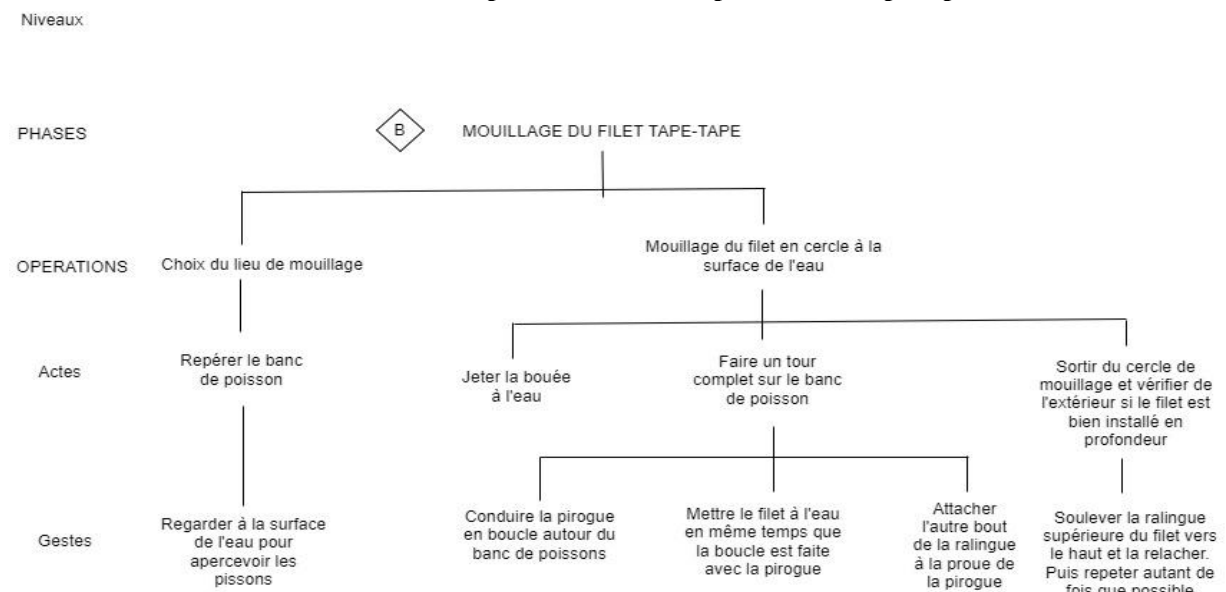 Niveaux
PHASES
B
MOUILLAGE DU FILET TAPE-TAPE
OPERATIONS
Choix du lieu de mouillage
Mouillage du filet en cercle à la
surface de l'eau
Actes
Repérer le banc
de poisson
Jeter la bouée
à l'eau
Faire un tour
complet sur le banc
de poisson
Sortir du cercle de
mouillage et vérifier de
l'extérieur si le filet est
bien installé en
profondeur
Gestes
Regarder à la surface
de l'eau pour
apercevoir les
pissons
Conduire la pirogue
en boucle autour du
banc de poissons
Mettre le filet à l'eau
en même temps que
la boucle est faite
avec la pirogue
Attacher
l'autre bout
de la ralingue
à la proue de
la pirogue
Soulever la ralingue
supérieure du filet vers
le haut et la relacher.
Puis repeter autant de
fois que possible